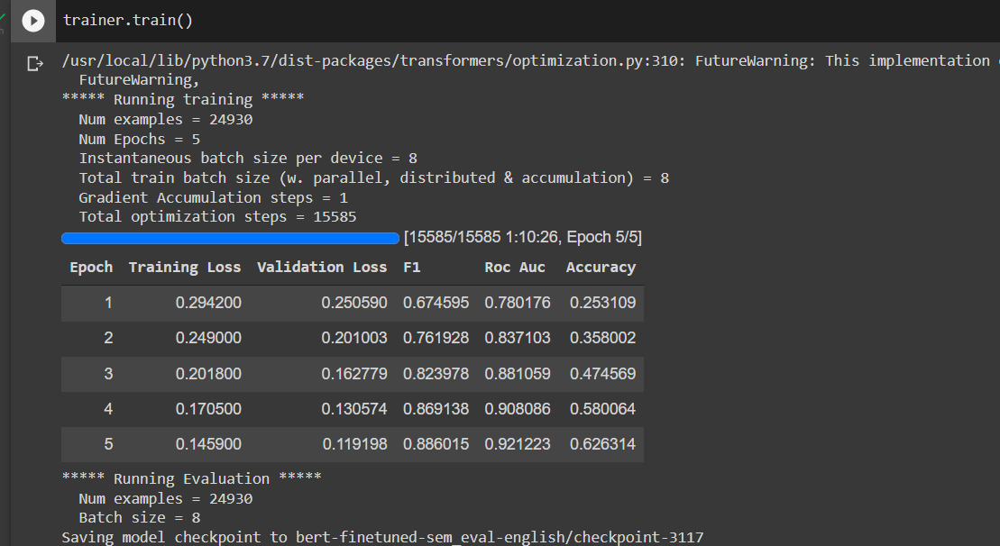 trainer.train()
/usr/local/lib/python3.7/dist-packages/transformers/optimization.py:310: FutureWarning: This implementation
FutureWarning,
***** Running training *****
Num examples = 24930
Num Epochs = 5
Instantaneous batch size per device = 8
Total train batch size (w. parallel, distributed & accumulation) = 8
Gradient Accumulation steps = 1
Total optimization steps = 15585
[15585/15585 1:10:26, Epoch 5/5]
Epoch Training Loss Validation Loss F1 Roc Auc Accuracy
1 0.294200 0.250590 0.674595 0.780176 0.253109
2 0.249000 0.201003 0.761928 0.837103 0.358002
3 0.201800 0.162779 0.823978 0.881059 0.474569
4 0.170500 0.130574 0.869138 0.908086 0.580064
5 0.145900 0.119198 0.886015 0.921223 0.626314
***** Running Evaluation *****
Num examples = 24930
Batch size = 8
Saving model checkpoint to bert-finetuned-sem_eval-english/checkpoint-3117